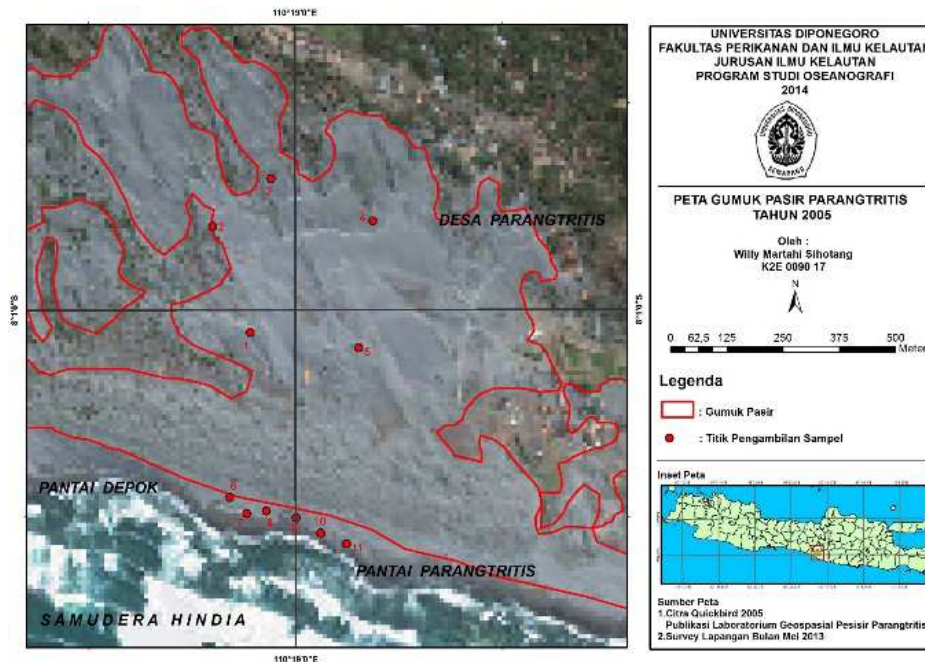 110°19'0"E
8°1'0"S
DESA PARANGTRITIS
3
4
2
1
5
8°1'0"S
PANTAI DEPOK
6
7
8
9
10
11
PANTAI PARANGTRITIS
SAMUDERA HINDIA
110°19'0"E
UNIVERSITAS DIPONEGORO
FAKULTAS PERIKANAN DAN ILMU KELAUTAN
JURUSAN ILMU KELAUTAN
PROGRAM STUDI OSEANOGRAFI
2014
UNIVERSITAS DIPONEGORO
SEMARANG
PETA GUMUK PASIR PARANGTRITIS
TAHUN 2005
Oleh :
Willy Martahi Sihotang
K2E 0090 17
N
0 62,5 125 250 375 500
Meter
Legenda
: Gumuk Pasir
: Titik Pengambilan Sampel
Inset Peta
Sumber Peta
1.Citra Quickbird 2005
Publikasi Laboratorium Geospasial Pesisir Parangtritis
2.Survey Lapangan Bulan Mei 2013